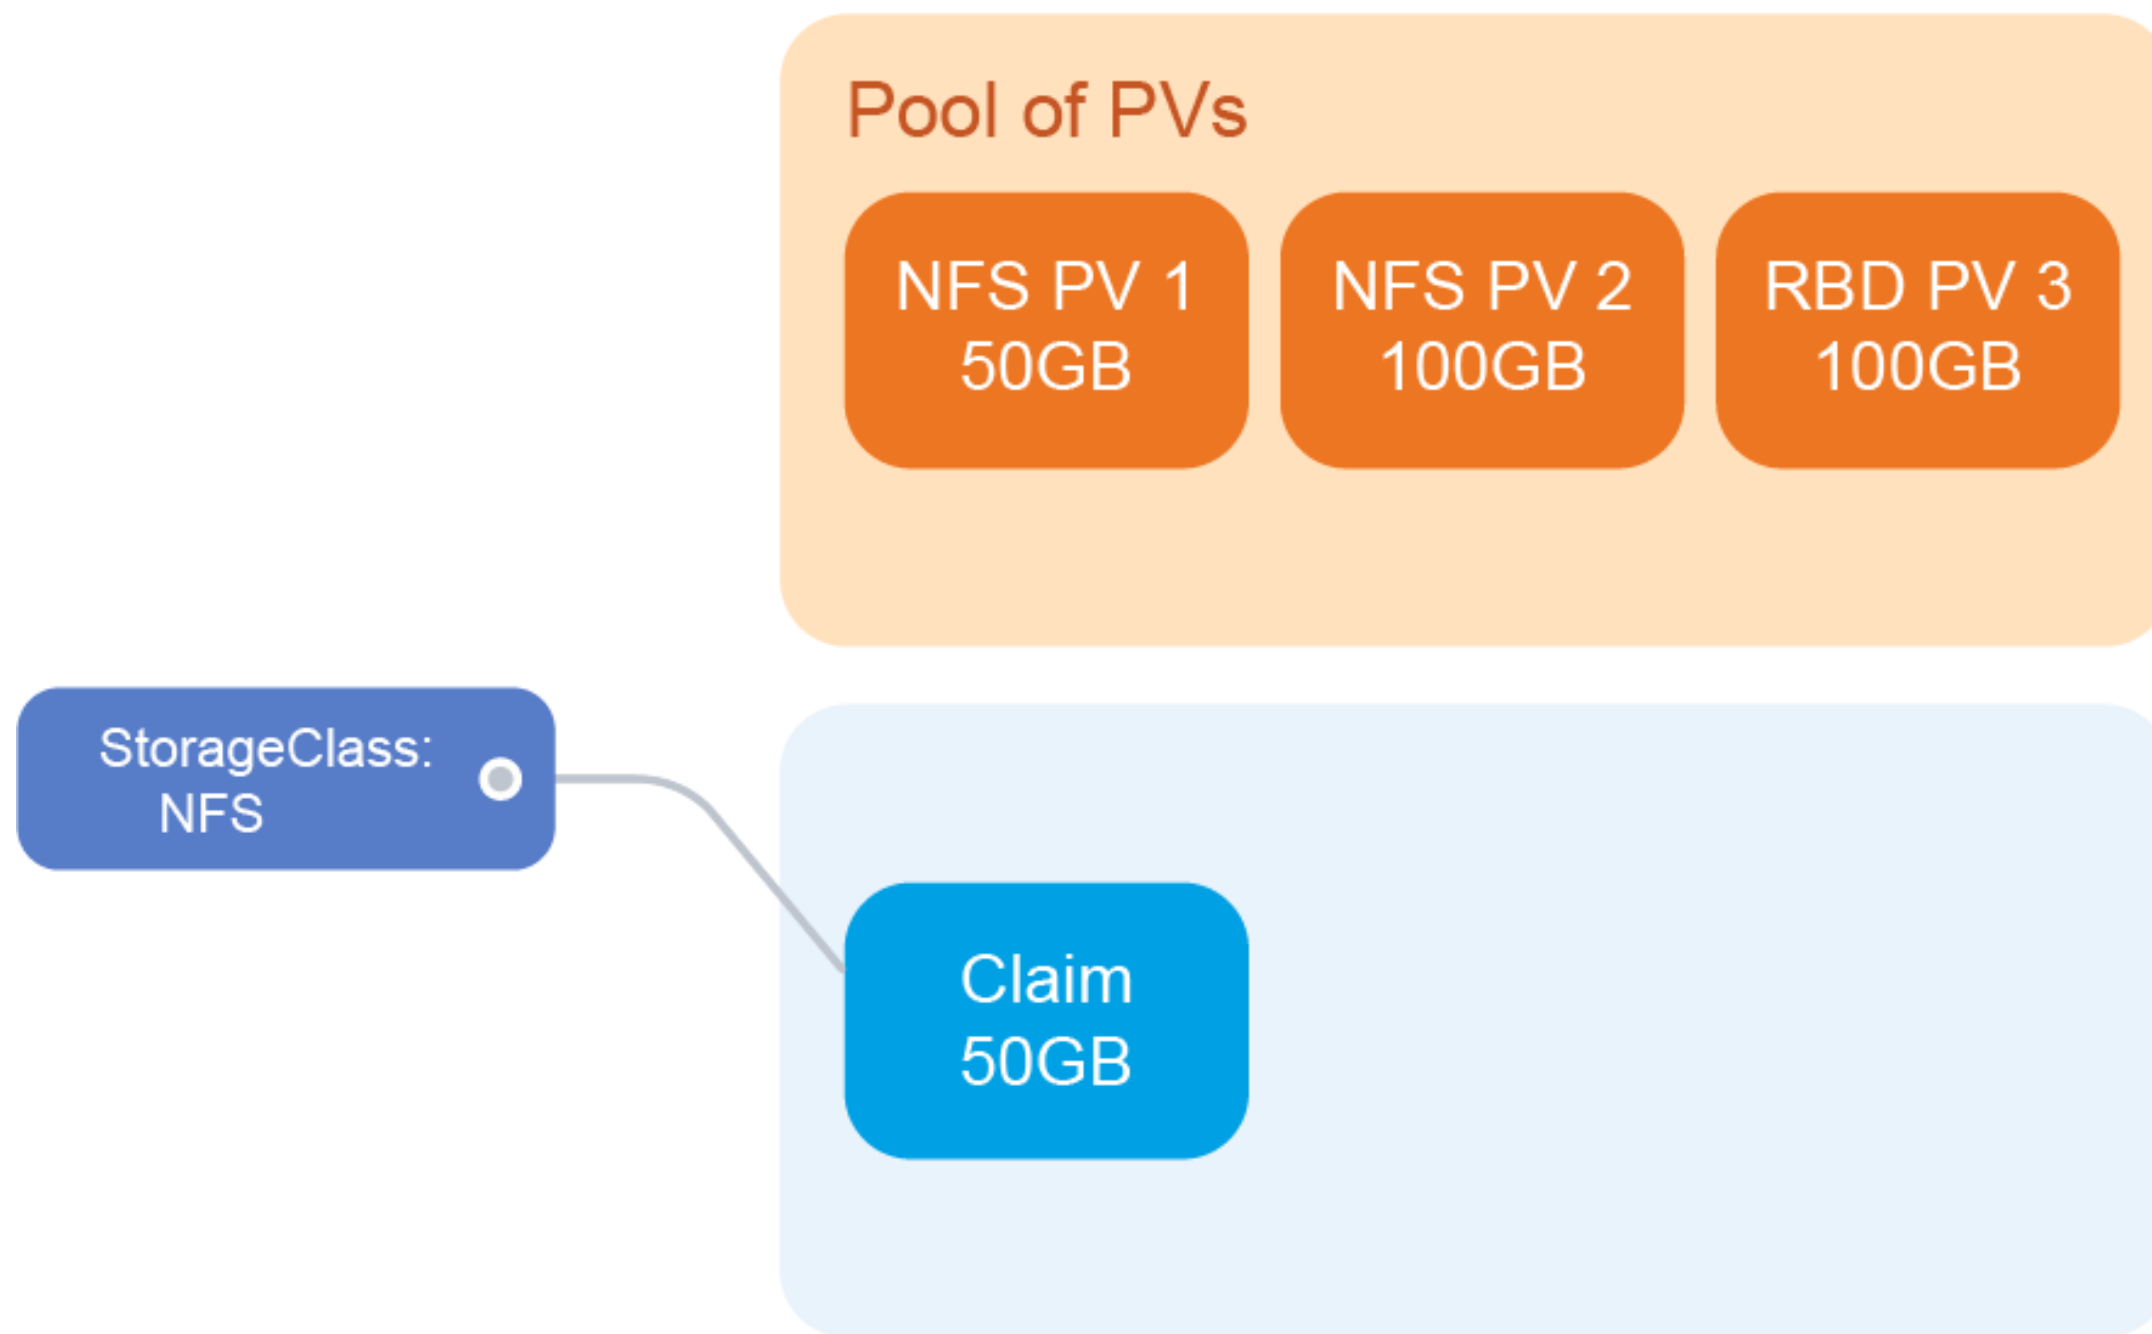 Pool of PVs
NFS PV 1
50GB
NFS PV 2
100GB
RBD PV 3
100GB
StorageClass:
NFS
Claim
50GB